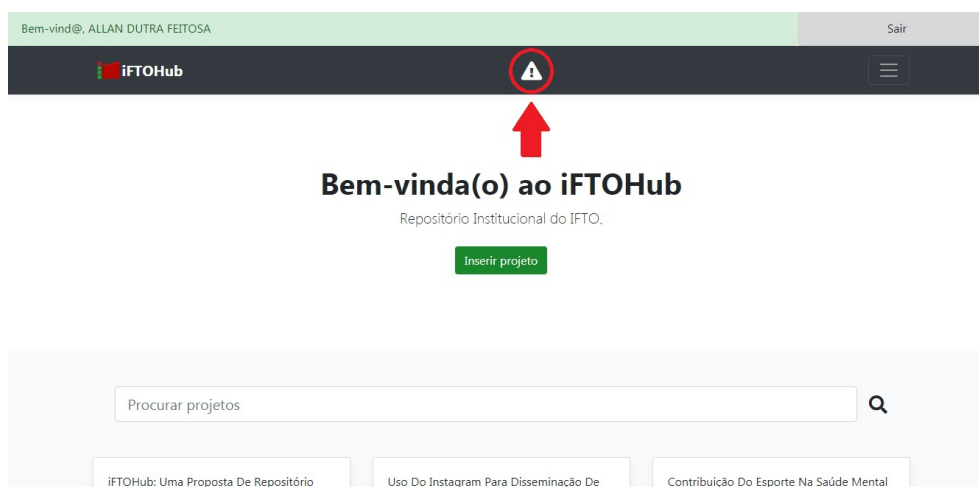 Bem-vind@, ALLAN DUTRA FEITOSA
Sair
iFTOHub
Bem-vinda(o) ao iFTOHub
Repositório Institucional do IFTO.
Inserir projeto
Procurar projetos
iFTOHub: Uma Proposta De Repositório
Uso Do Instagram Para Disseminação De
Contribuição Do Esporte Na Saúde Mental